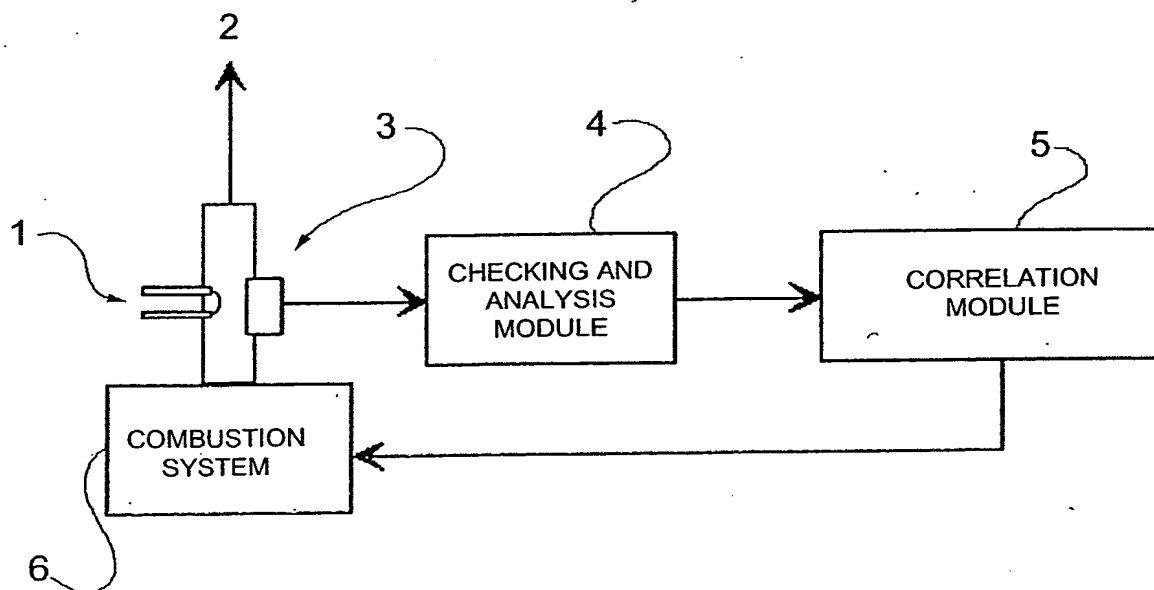 2
3
4
5
1
CHECKING AND
ANALYSIS
MODULE
CORRELATION
MODULE
COMBUSTION
SYSTEM
6